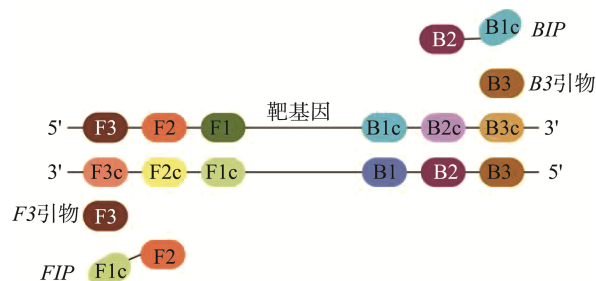 B2 B1c BIP
B3 B3引物
靶基因
5' F3 F2 F1 B1c B2c B3c 3'
3' F3c F2c F1c B1 B2 B3 5'
F3引物 F3
FIP F1c F2